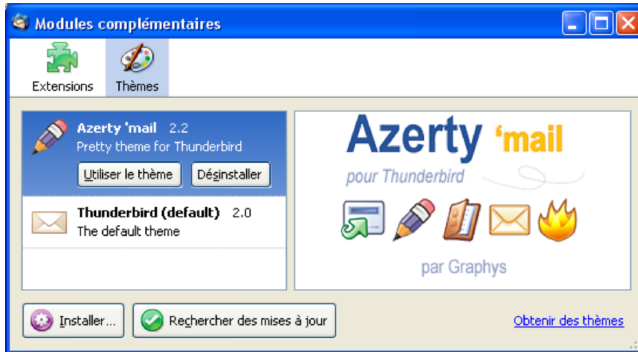 Modules complémentaires
Extensions
Thèmes
Azerty 'mail 2.2
Pretty theme for Thunderbird
Utiliser le thème
Désinstaller
Thunderbird (default) 2.0
The default theme
Azerty ‘mail
pour Thunderbird
par Graphys
Installer...
Rechercher des mises à jour
Obtenir des thèmes